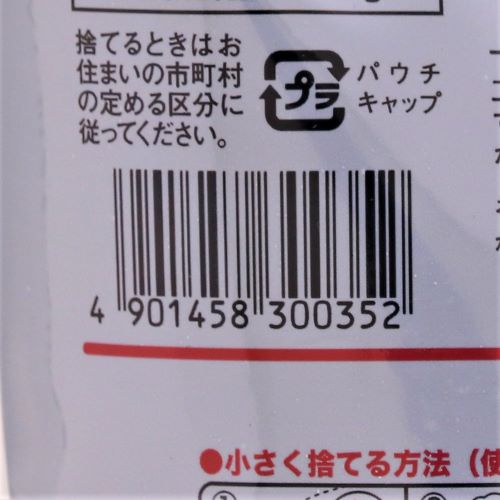 捨てるときはお
住まいの市町村
の定める区分に
従ってください。
プラ
パウチ
キャップ
4 901458 300352
●小さく捨てる方法（使